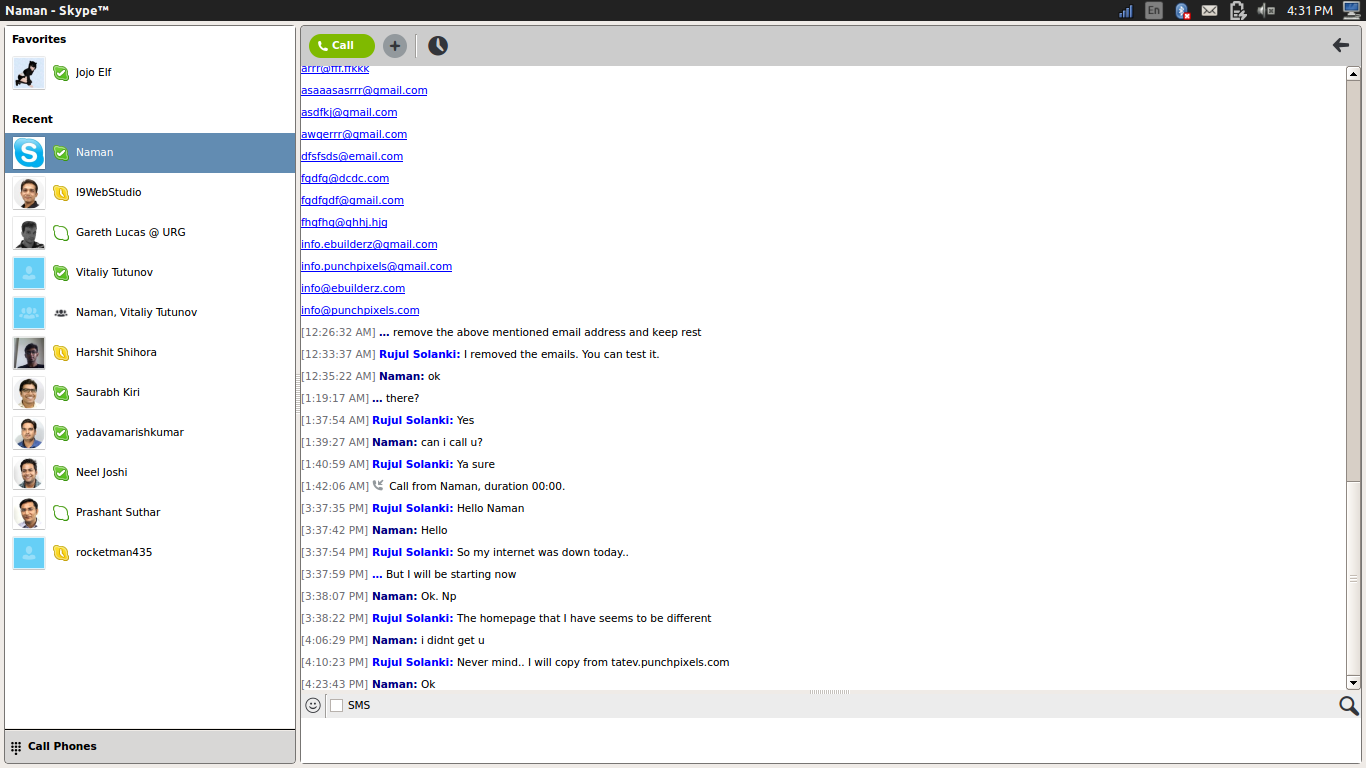 Naman - Skype™
En
4:31 PM
Favorites
Jojo Elf
Recent
Naman
I9WebStudio
Gareth Lucas @ URG
Vitaliy Tutunov
Naman, Vitaliy Tutunov
Harshit Shihora
Saurabh Kiri
yadavamarishkumar
Neel Joshi
Prashant Suthar
rocketman435
Call Phones
Call
arrr@fff.ffkkk
asaaasasrrr@gmail.com
asdfkj@gmail.com
awqerrr@gmail.com
dfsfsds@email.com
fgdfg@dcdc.com
fgdfgdf@gmail.com
fhgfhg@ghhj.hjg
info.ebuilderz@gmail.com
info.punchpixels@gmail.com
info@ebuilderz.com
info@punchpixels.com
[12:26:32 AM] ... remove the above mentioned email address and keep rest
[12:33:37 AM] Rujul Solanki: I removed the emails. You can test it.
[12:35:22 AM] Naman: ok
[1:19:17 AM] ... there?
[1:37:54 AM] Rujul Solanki: Yes
[1:39:27 AM] Naman: can i call u?
[1:40:59 AM] Rujul Solanki: Ya sure
[1:42:06 AM] Call from Naman, duration 00:00.
[3:37:35 PM] Rujul Solanki: Hello Naman
[3:37:42 PM] Naman: Hello
[3:37:54 PM] Rujul Solanki: So my internet was down today..
[3:37:59 PM] ... But I will be starting now
[3:38:07 PM] Naman: Ok. Np
[3:38:22 PM] Rujul Solanki: The homepage that I have seems to be different
[4:06:29 PM] Naman: i didnt get u
[4:10:23 PM] Rujul Solanki: Never mind.. I will copy from tatev.punchpixels.com
[4:23:43 PM] Naman: Ok
SMS